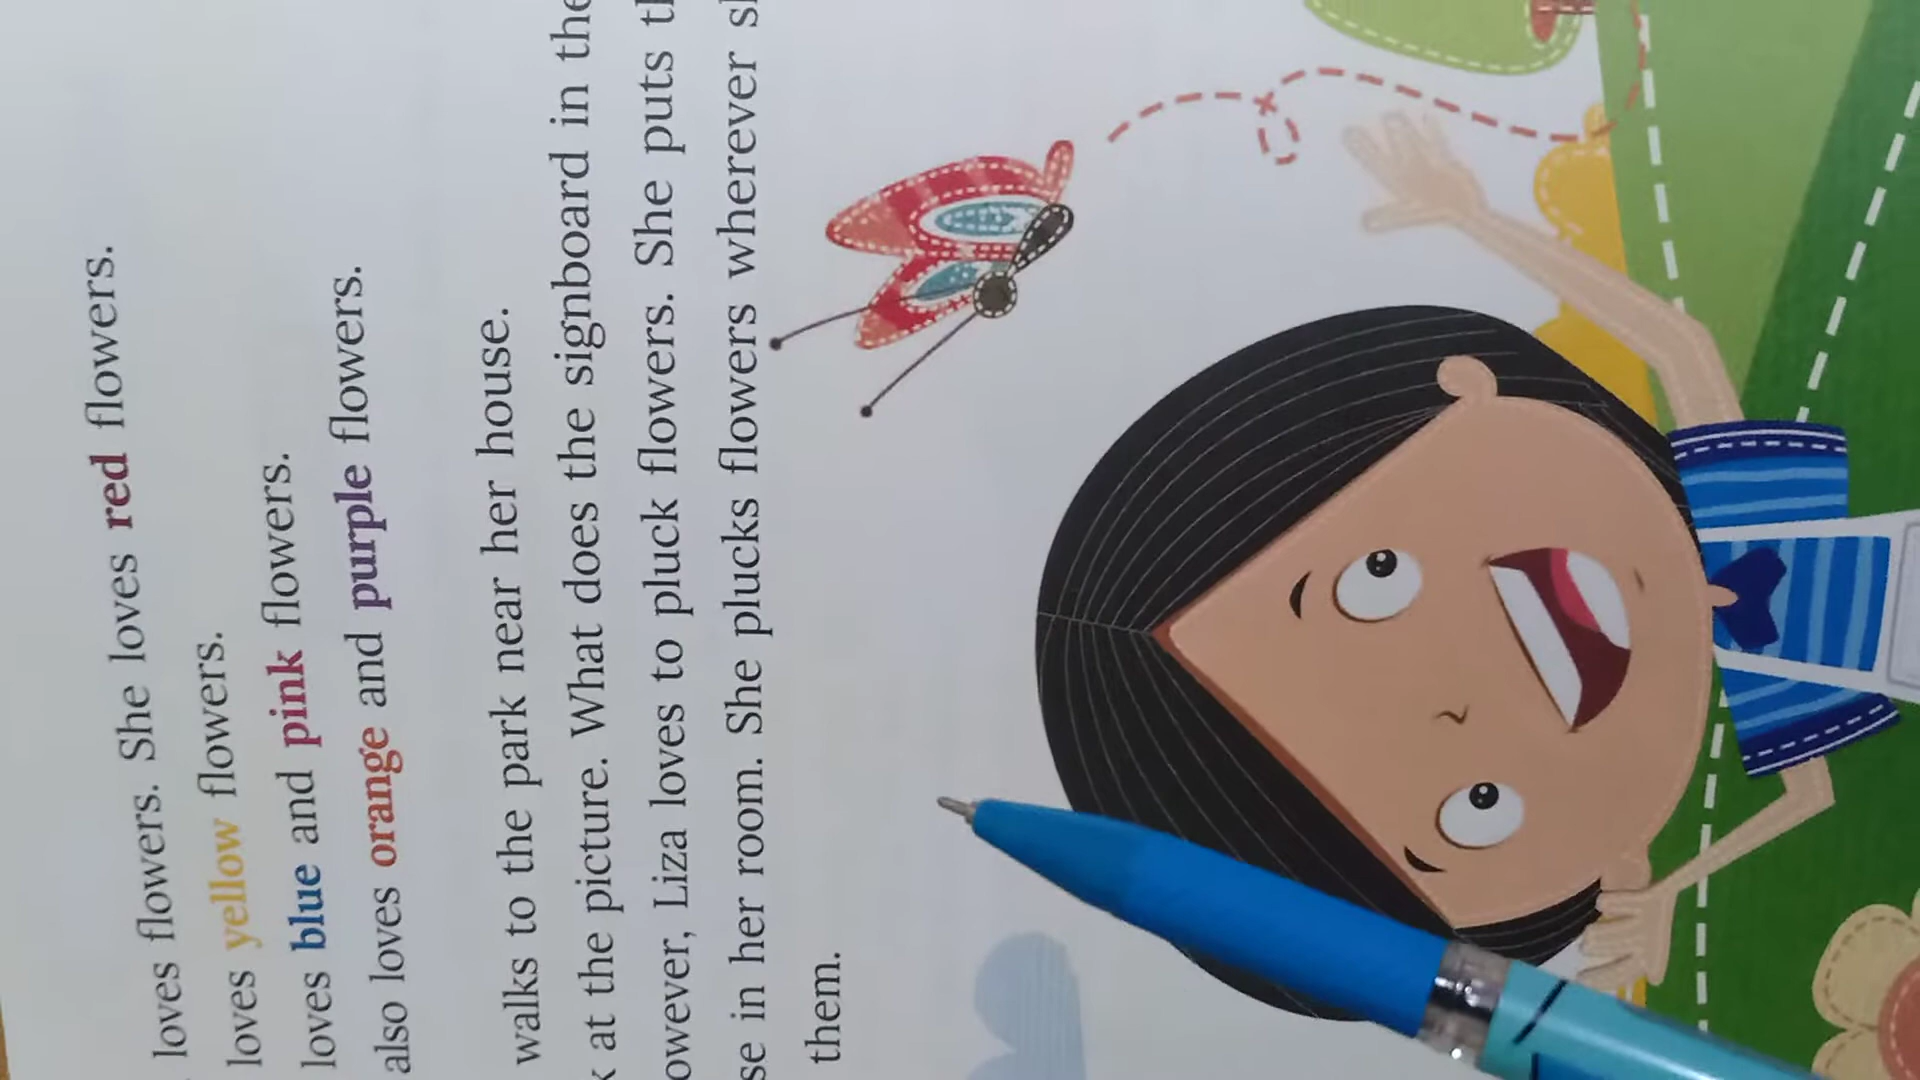 loves flowers. She loves red flowers.
loves yellow flowers.
loves blue and pink flowers.
also loves orange and purple flowers.
walks to the park near her house.
at the picture. What does the signboard in the
owever, Liza loves to pluck flowers. She puts
se in her room. She plucks flowers wherever
them.